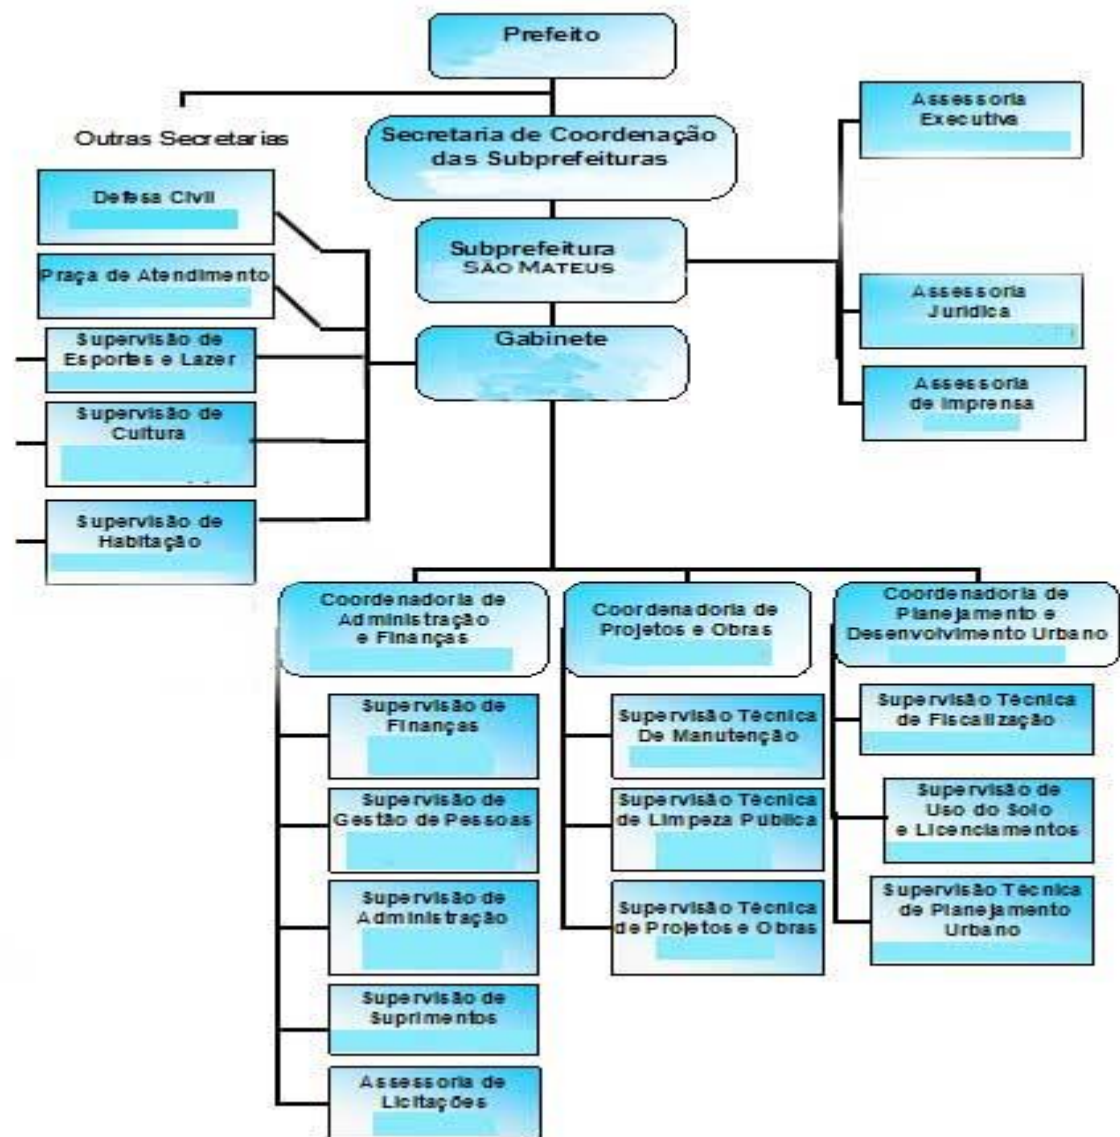 Prefeito
Outras Secretarias
Secretaria de Coordenação
das Subprefeituras
Assessoria
Executiva
Defesa Civil
Subprefeitura
SÃO MATEUS
Praça de Atendimento
Assessoria
Jurídica
Supervisão de
Esportes e Lazer
Gabinete
Assessoria
de Imprensa
Supervisão de
Cultura
Supervisão de
Habitação
Coordenadoria de
Administração
e Finanças
Coordenadoria de
Projetos e Obras
Coordenadoria de
Planejamento e
Desenvolvimento Urbano
Supervisão de
Finanças
Supervisão de
Gestão de Pessoas
Supervisão de
Administração
Supervisão de
Suprimentos
Assessoria de
Licitações
Supervisão Técnica
De Manutenção
Supervisão Técnica
de Limpeza Pública
Supervisão Técnica
de Projetos e Obras
Supervisão Técnica
de Fiscalização
Supervisão de
Uso do Solo
e Licenciamentos
Supervisão Técnica
de Planejamento
Urbano